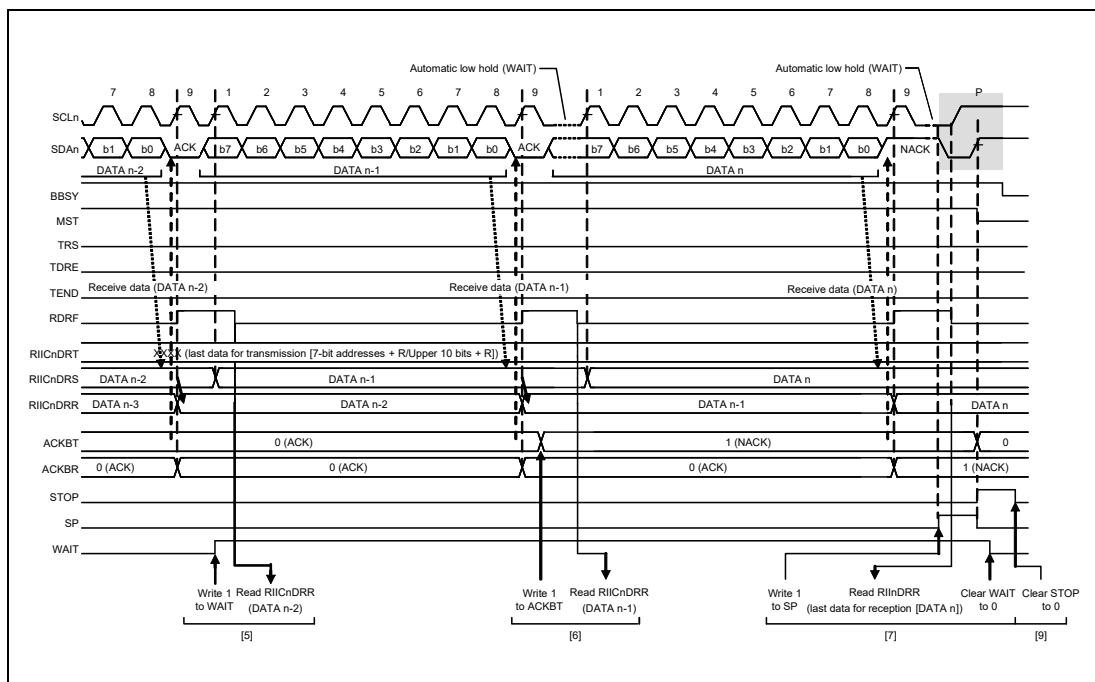 Automatic low hold (WAIT)
Automatic low hold (WAIT)
7 8 9 1 2 3 4 5 6 7 8 9 1 2 3 4 5 6 7 8 9 P
SCLn
SDAn b1 b0 ACK b7 b6 b5 b4 b3 b2 b1 b0 ACK b7 b6 b5 b4 b3 b2 b1 b0 NACK
DATA n-2 DATA n-1 DATA n
BBSY
MST
TRS
TDRE
TEND
Receive data (DATA n-2) Receive data (DATA n-1) Receive data (DATA n)
RDRF
RIICnDRT XXXX (last data for transmission [7-bit addresses + R/Upper 10 bits + R])
RIICnDRS DATA n-2 DATA n-1 DATA n
RIICnDRR DATA n-3 DATA n-2 DATA n-1 DATA n
ACKBT 0 (ACK) 1 (NACK) 0
ACKBR 0 (ACK) 0 (ACK) 0 (ACK) 1 (NACK)
STOP
SP
WAIT
Write 1 Read RIICnDRR Write 1 Read RIICnDRR Write 1 Read RIInDRR Clear WAIT Clear STOP
to WAIT (DATA n-2) to ACKBT (DATA n-1) to SP (last data for reception [DATA n]) to 0 to 0
[5] [6] [7] [9]